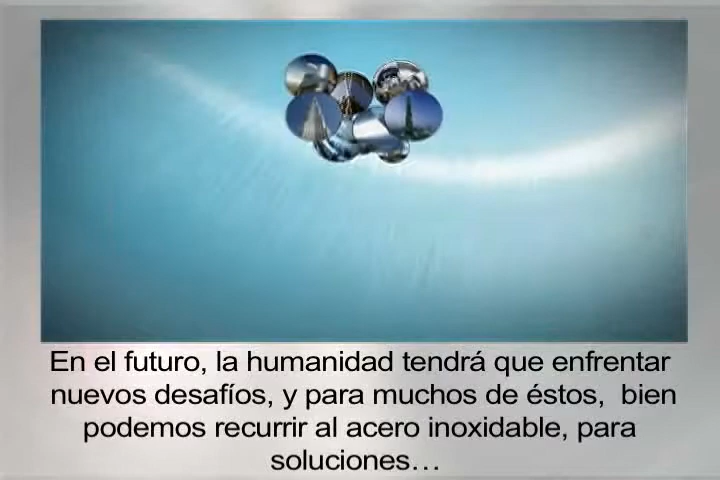 En el futuro, la humanidad tendrá que enfrentar
nuevos desafíos, y para muchos de éstos,  bien
podemos recurrir al acero inoxidable, para
soluciones…